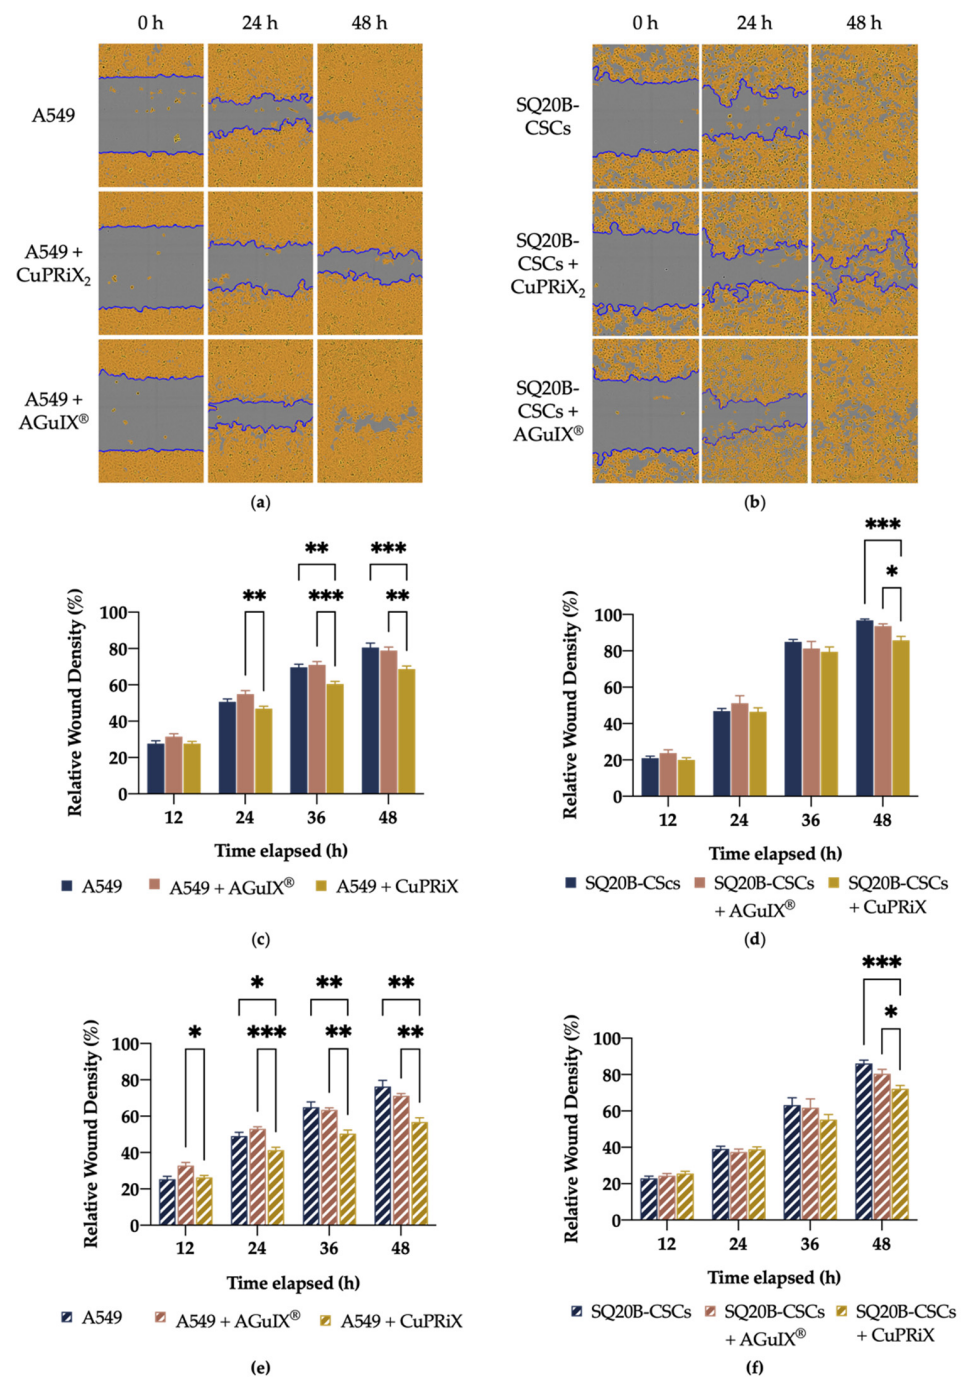 0 h 24 h 48 h
A549
A549 +
CuPRiX2
A549 +
AGuIX®
(a)
0 h 24 h 48 h
SQ20B-
CSCs
SQ20B-
CSCs +
CuPRiX2
SQ20B-
CSCs +
AGuIX®
(b)
Relative Wound Density (%)
100
80
60
40
20
0
** *** ** *** **
12 24 36 48
Time elapsed (h)
A549 A549 + AGuIX® A549 + CuPRiX
(c)
Relative Wound Density (%)
100
80
60
40
20
0
***
*
12 24 36 48
Time elapsed (h)
SQ20B-CScs SQ20B-CSCs SQ20B-CSCs
+ AGuIX® + CuPRiX
(d)
Relative Wound Density (%)
100
80
60
40
20
0
* ** **
* *** ** **
12 24 36 48
Time elapsed (h)
A549 A549 + AGuIX® A549 + CuPRiX
(e)
Relative Wound Density (%)
100
80
60
40
20
0
***
*
12 24 36 48
Time elapsed (h)
SQ20B-CSCs SQ20B-CSCs SQ20B-CSCs
+ AGuIX® + CuPRiX
(f)